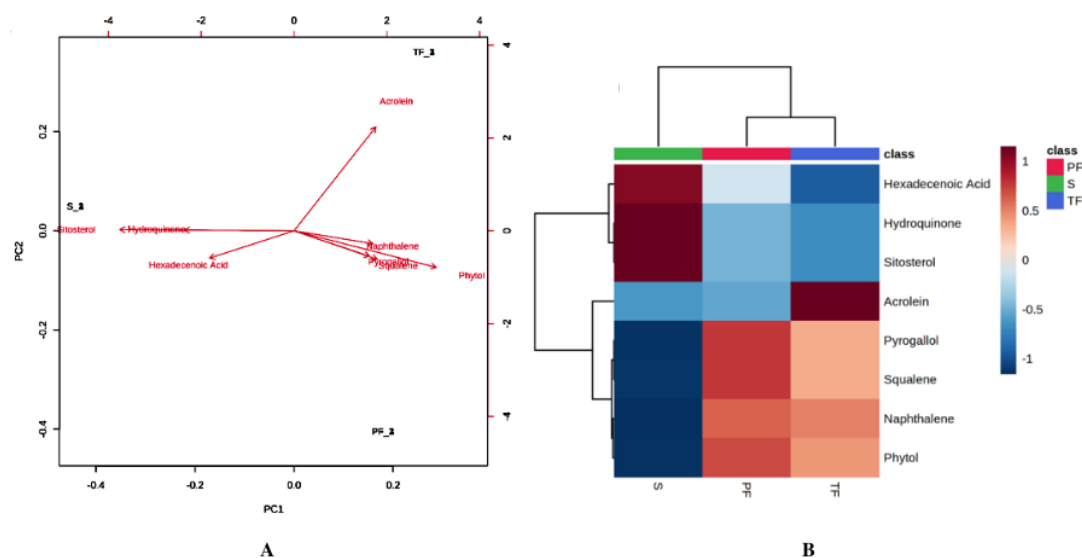 -4 -2 0 2 4
TF_3
Acrolein
S_3
Sitosterol
Hydroquinone
Hexadecenoic Acid
Naphthalene
Pyrogallol
Squalene
Phytol
PF_3
4
2
0
-2
-4
0.2
0.0
-0.2
-0.4
PC2
-0.4 -0.2 0.0 0.2
PC1
A
class
Hexadecenoic Acid
Hydroquinone
Sitosterol
Acrolein
Pyrogallol
Squalene
Naphthalene
Phytol
S PF TF
1
0.5
0
-0.5
-1
class
PF
S
TF
B